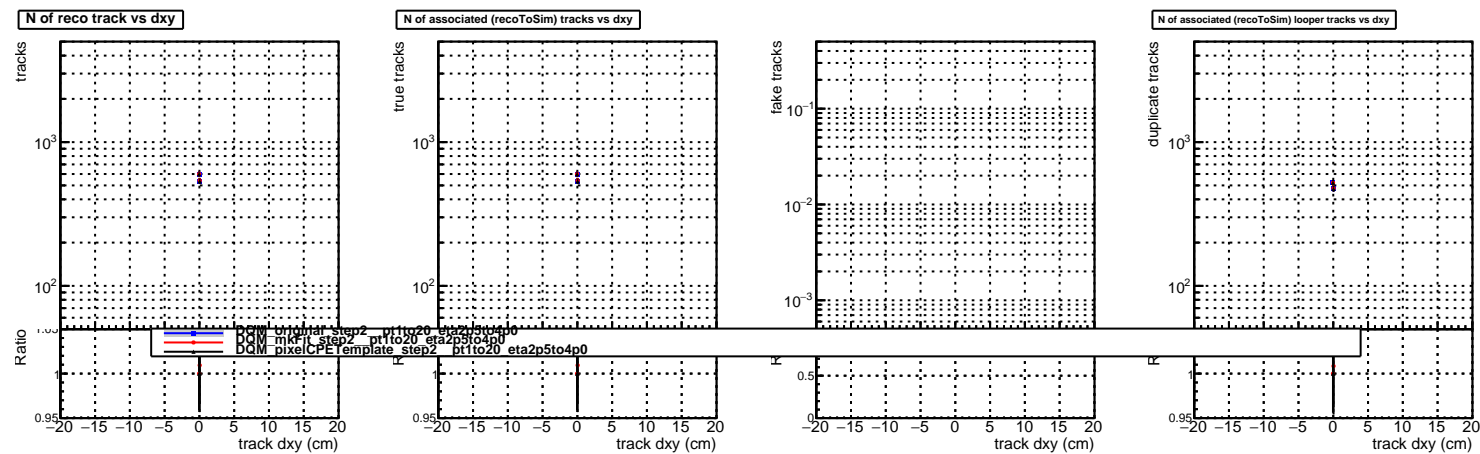 N of reco track vs dxy
tracks
10³
10²
Ratio
1.05
1
0.95
−20 −15 −10 −5 0 5 10 15 20
track dxy (cm)
N of associated (recoToSim) tracks vs dxy
true tracks
10³
10²
1
0.95
−20 −15 −10 −5 0 5 10 15 20
track dxy (cm)
fake tracks
10⁻¹
10⁻²
10⁻³
0.5
0
−20 −15 −10 −5 0 5 10 15 20
track dxy (cm)
N of associated (recoToSim) looper tracks vs dxy
duplicate tracks
10³
10²
1
0.95
−20 −15 −10 −5 0 5 10 15 20
track dxy (cm)
DQM_original_step2__pt1to20_eta2p5to4p0
DQM_mkFit_step2__pt1to20_eta2p5to4p0
DQM_pixelCPETemplate_step2__pt1to20_eta2p5to4p0